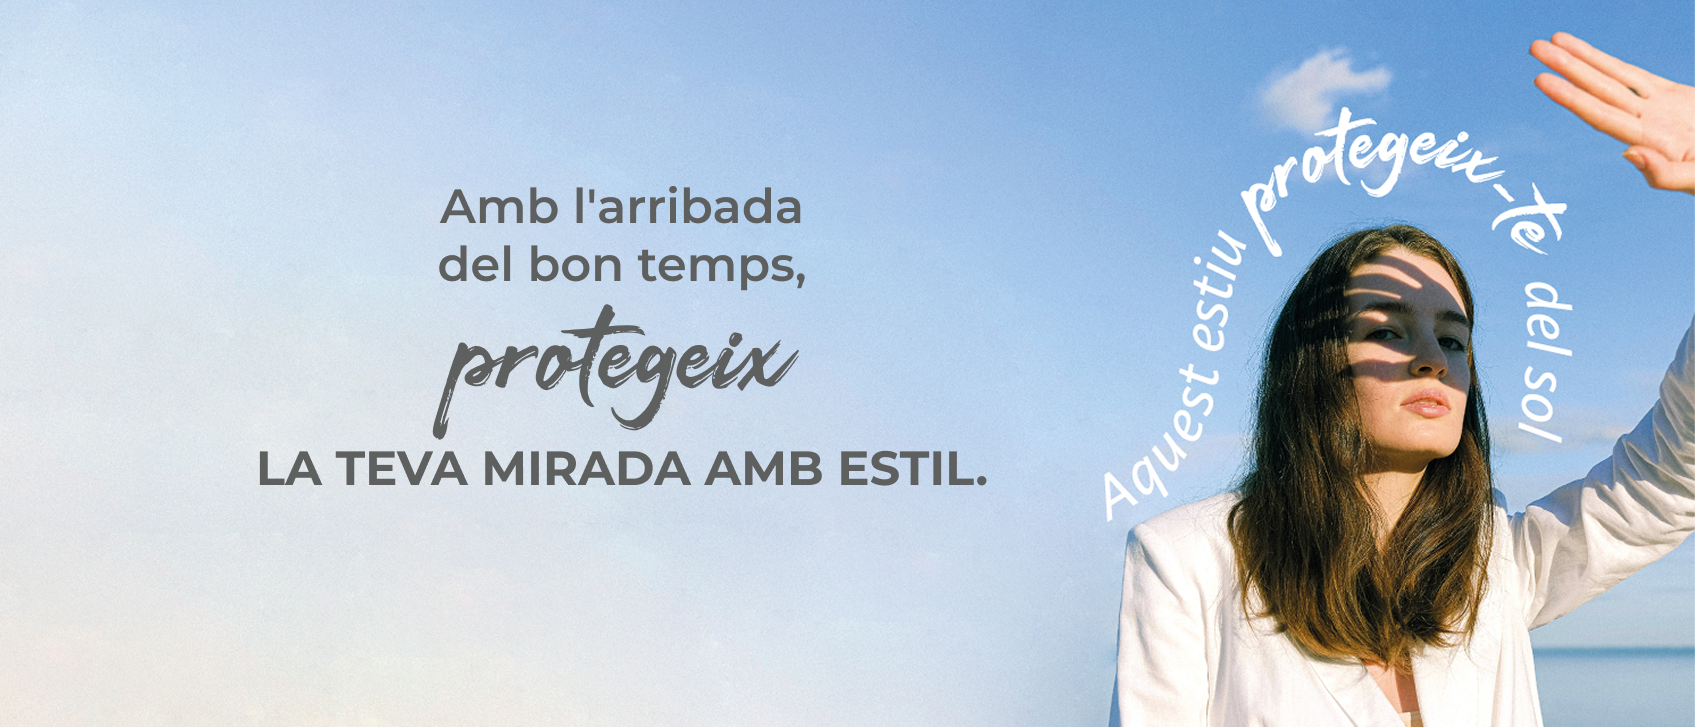 Amb l'arribada
del bon temps,
protegeix
LA TEVA MIRADA AMB ESTIL.
Aquest estiu protegeix-te del sol